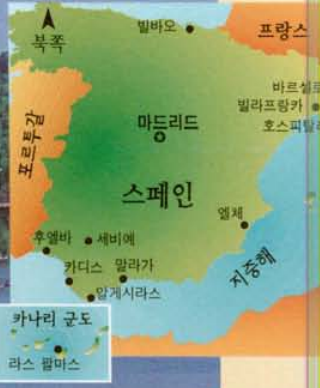 북쪽
빌바오
프랑스
바르셀로
빌라프랑카
호스피탈
마등리드
포르투갈
스페인
엘체
후엘바
세비에
지중해
카디스
말라가
알게시라스
카나리 군도
라스 팔마스